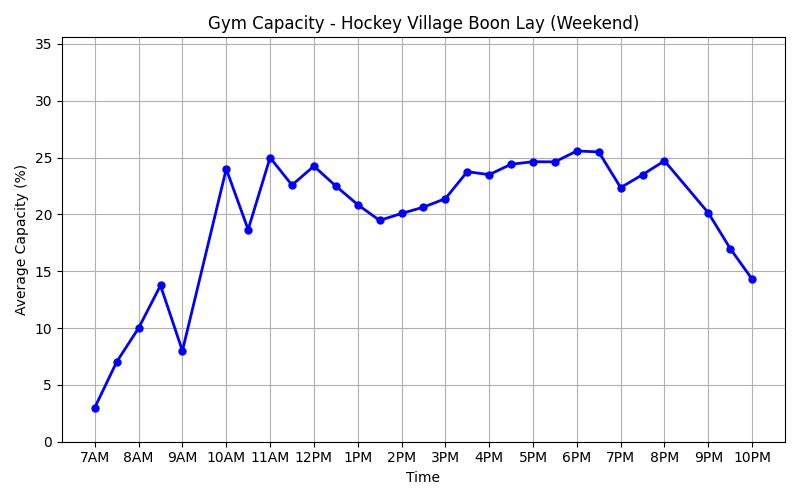 Gym Capacity - Hockey Village Boon Lay (Weekend)
Average Capacity (%)
35
30
25
20
15
10
5
0
7AM 8AM 9AM 10AM 11AM 12PM 1PM 2PM 3PM 4PM 5PM 6PM 7PM 8PM 9PM 10PM
Time